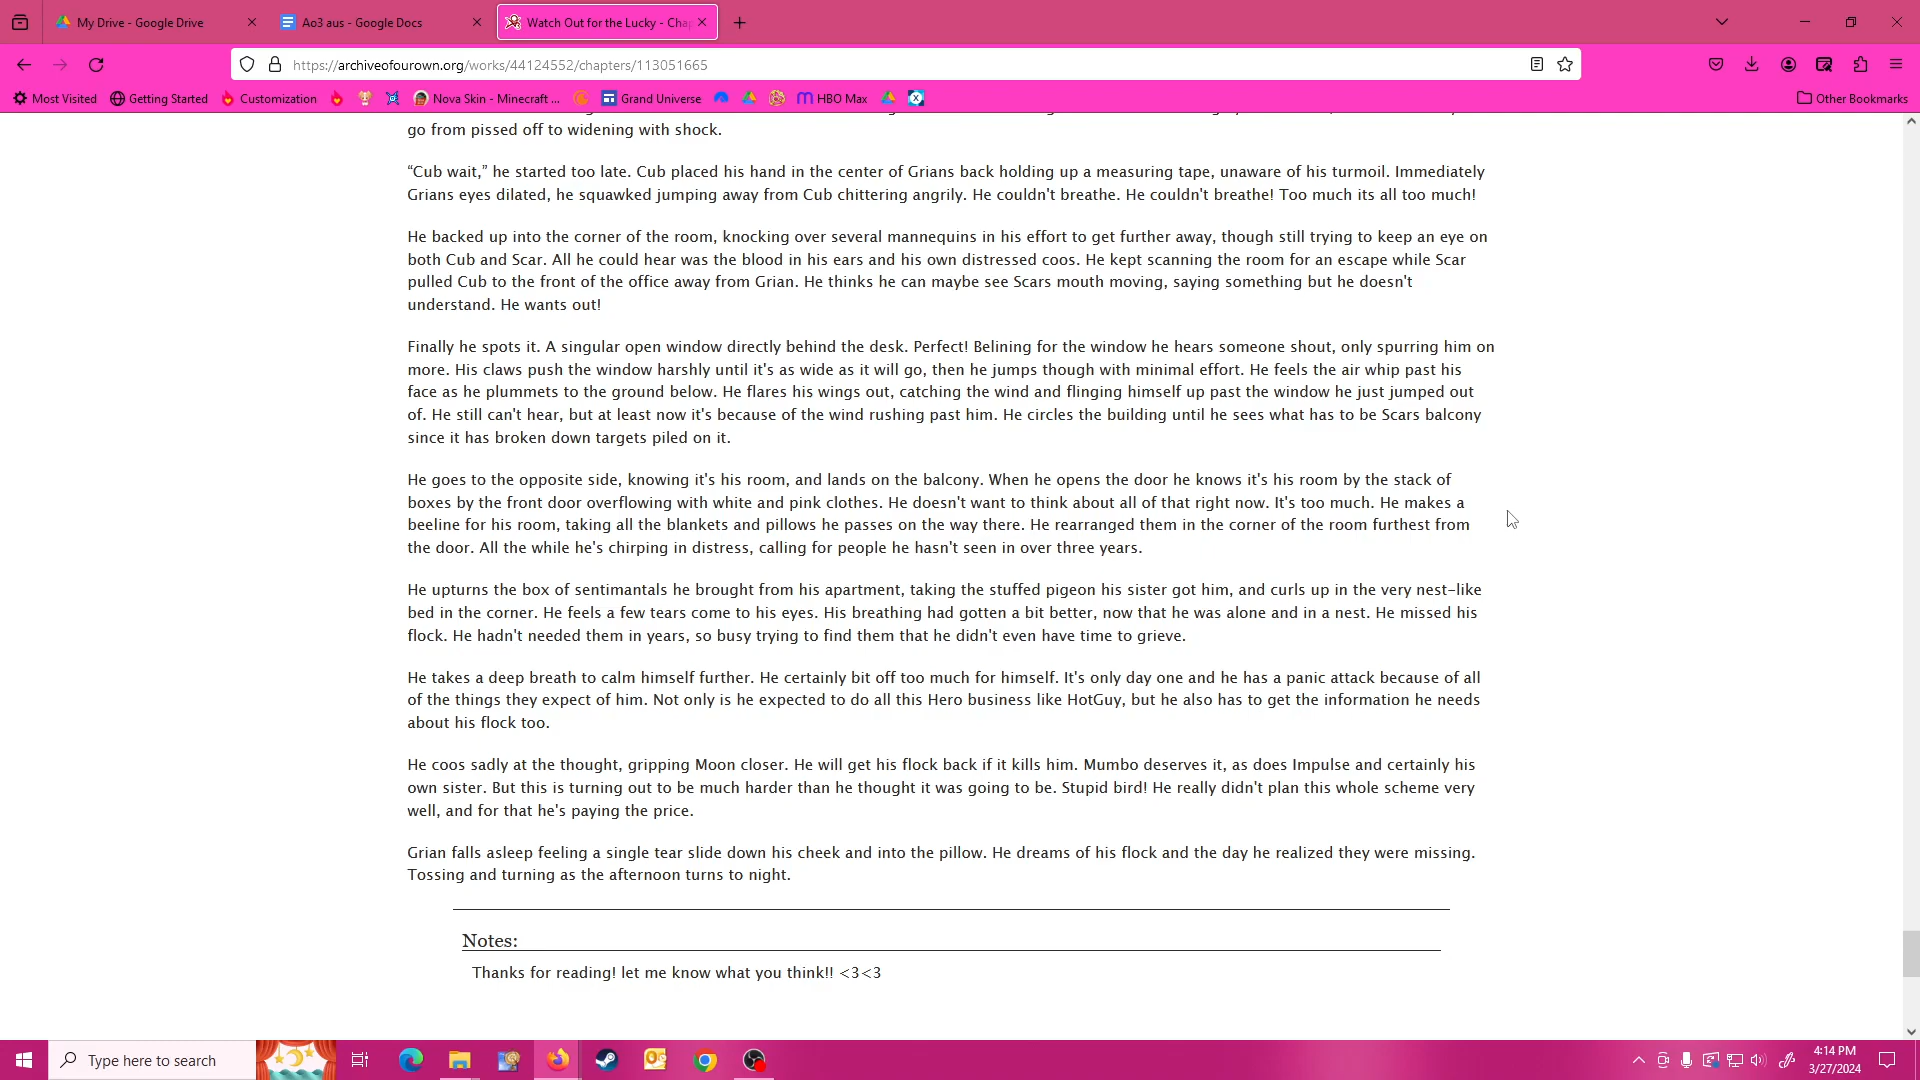 My Drive - Google Drive
Ao3 aus - Google Docs
Watch Out for the Lucky - Cha
https://archiveofourown.org/works/44124552/chapters/113051665
Most Visited Getting Started Customization Nova Skin - Minecraft ... Grand Universe HBO Max Other Bookmarks
go from pissed off to widening with shock.
“Cub wait,” he started too late. Cub placed his hand in the center of Grians back holding up a measuring tape, unaware of his turmoil. Immediately
Grians eyes dilated, he squawked jumping away from Cub chittering angrily. He couldn't breathe. He couldn't breathe! Too much its all too much!
He backed up into the corner of the room, knocking over several mannequins in his effort to get further away, though still trying to keep an eye on
both Cub and Scar. All he could hear was the blood in his ears and his own distressed coos. He kept scanning the room for an escape while Scar
pulled Cub to the front of the office away from Grian. He thinks he can maybe see Scars mouth moving, saying something but he doesn't
understand. He wants out!
Finally he spots it. A singular open window directly behind the desk. Perfect! Belining for the window he hears someone shout, only spurring him on
more. His claws push the window harshly until it's as wide as it will go, then he jumps though with minimal effort. He feels the air whip past his
face as he plummets to the ground below. He flares his wings out, catching the wind and flinging himself up past the window he just jumped out
of. He still can't hear, but at least now it's because of the wind rushing past him. He circles the building until he sees what has to be Scars balcony
since it has broken down targets piled on it.
He goes to the opposite side, knowing it's his room, and lands on the balcony. When he opens the door he knows it's his room by the stack of
boxes by the front door overflowing with white and pink clothes. He doesn't want to think about all of that right now. It's too much. He makes a
beeline for his room, taking all the blankets and pillows he passes on the way there. He rearranged them in the corner of the room furthest from
the door. All the while he's chirping in distress, calling for people he hasn't seen in over three years.
He upturns the box of sentimantals he brought from his apartment, taking the stuffed pigeon his sister got him, and curls up in the very nest-like
bed in the corner. He feels a few tears come to his eyes. His breathing had gotten a bit better, now that he was alone and in a nest. He missed his
flock. He hadn't needed them in years, so busy trying to find them that he didn't even have time to grieve.
He takes a deep breath to calm himself further. He certainly bit off too much for himself. It's only day one and he has a panic attack because of all
of the things they expect of him. Not only is he expected to do all this Hero business like HotGuy, but he also has to get the information he needs
about his flock too.
He coos sadly at the thought, gripping Moon closer. He will get his flock back if it kills him. Mumbo deserves it, as does Impulse and certainly his
own sister. But this is turning out to be much harder than he thought it was going to be. Stupid bird! He really didn't plan this whole scheme very
well, and for that he's paying the price.
Grian falls asleep feeling a single tear slide down his cheek and into the pillow. He dreams of his flock and the day he realized they were missing.
Tossing and turning as the afternoon turns to night.
Notes:
Thanks for reading! let me know what you think!! <3<3
Type here to search
4:14 PM
3/27/2024